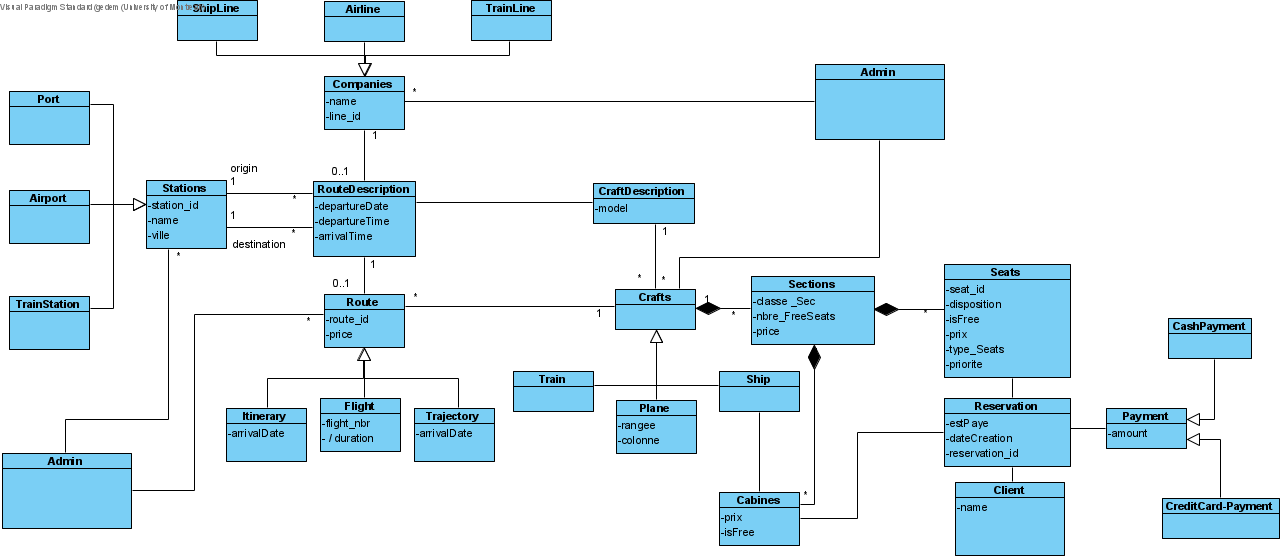 Visual Paradigm Standard (gedem (University of Montreal))
ShipLine
Airline
TrainLine
Companies
-name
-line_id
*
Admin
1
0..1
Port
Airport
TrainStation
Stations
-station_id
-name
-ville
*
origin
1
*
1
*
destination
RouteDescription
-departureDate
-departureTime
-arrivalTime
1
0..1
CraftDescription
-model
1
*
*
Route
-route_id
-price
*
*
1
Crafts
1
*
Sections
-classe _Sec
-nbre_FreeSeats
-price
*
Seats
-seat_id
-disposition
-isFree
-prix
-type_Seats
-priorite
CashPayment
Itinerary
-arrivalDate
Flight
-flight_nbr
- / duration
Trajectory
-arrivalDate
Train
Plane
-rangee
-colonne
Ship
Reservation
-estPaye
-dateCreation
-reservation_id
Payment
-amount
Admin
*
Cabines
-prix
-isFree
Client
-name
CreditCard-Payment